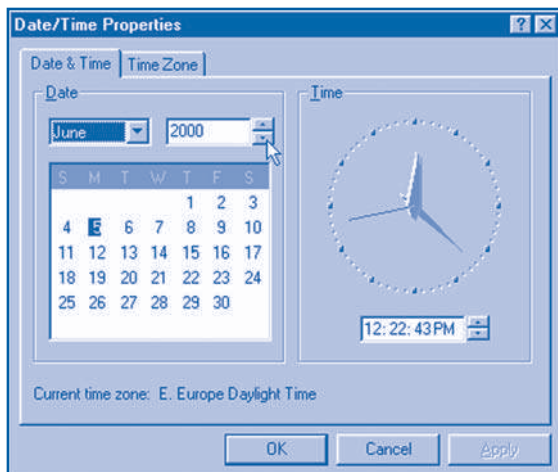 Date/Time Properties
Date & Time Time Zone
Date
Time
June 2000
S M T W T F S
1 2 3
4 5 6 7 8 9 10
11 12 13 14 15 16 17
18 19 20 21 22 23 24
25 26 27 28 29 30
12:22:43 PM
Current time zone: E. Europe Daylight Time
OK Cancel Apply